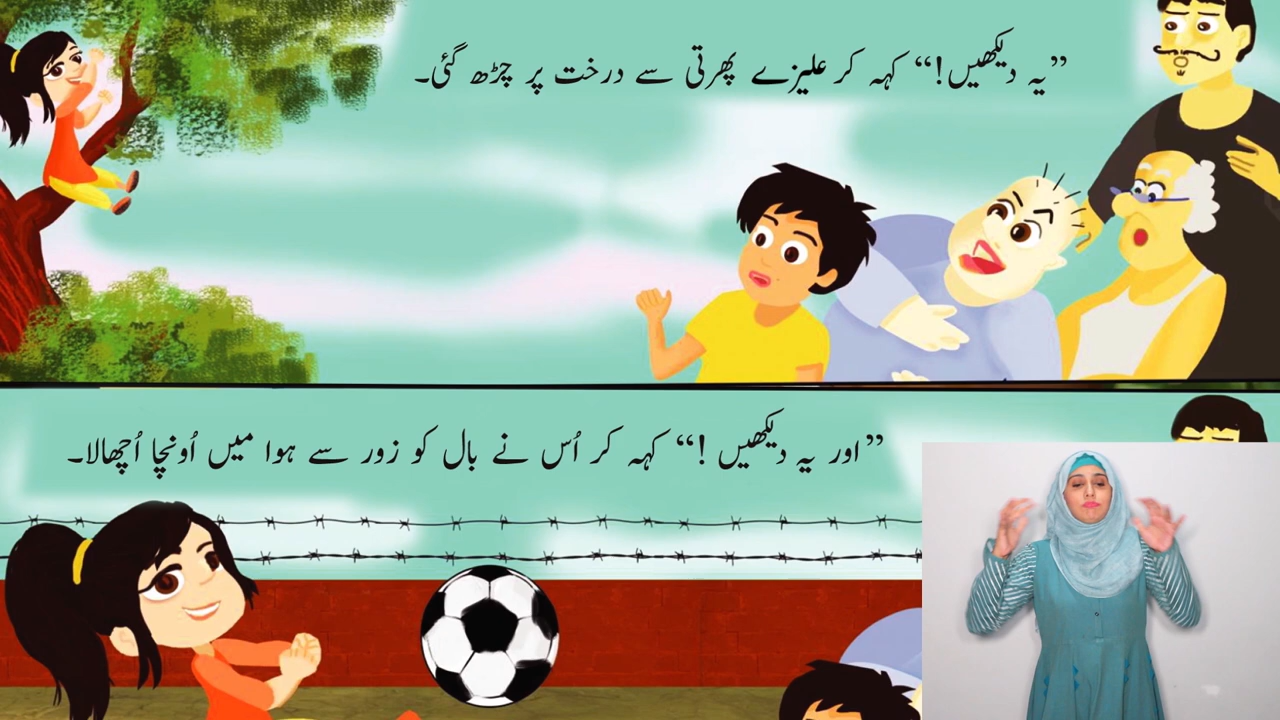 ”یہ دیکھیں!“ کہہ کر علیزے پھرتی سے درخت پر چڑھ گئی۔
”اور یہ دیکھیں !“ کہہ کر اُس نے بال کو زور سے ہوا میں اُونچا اُچھالا۔